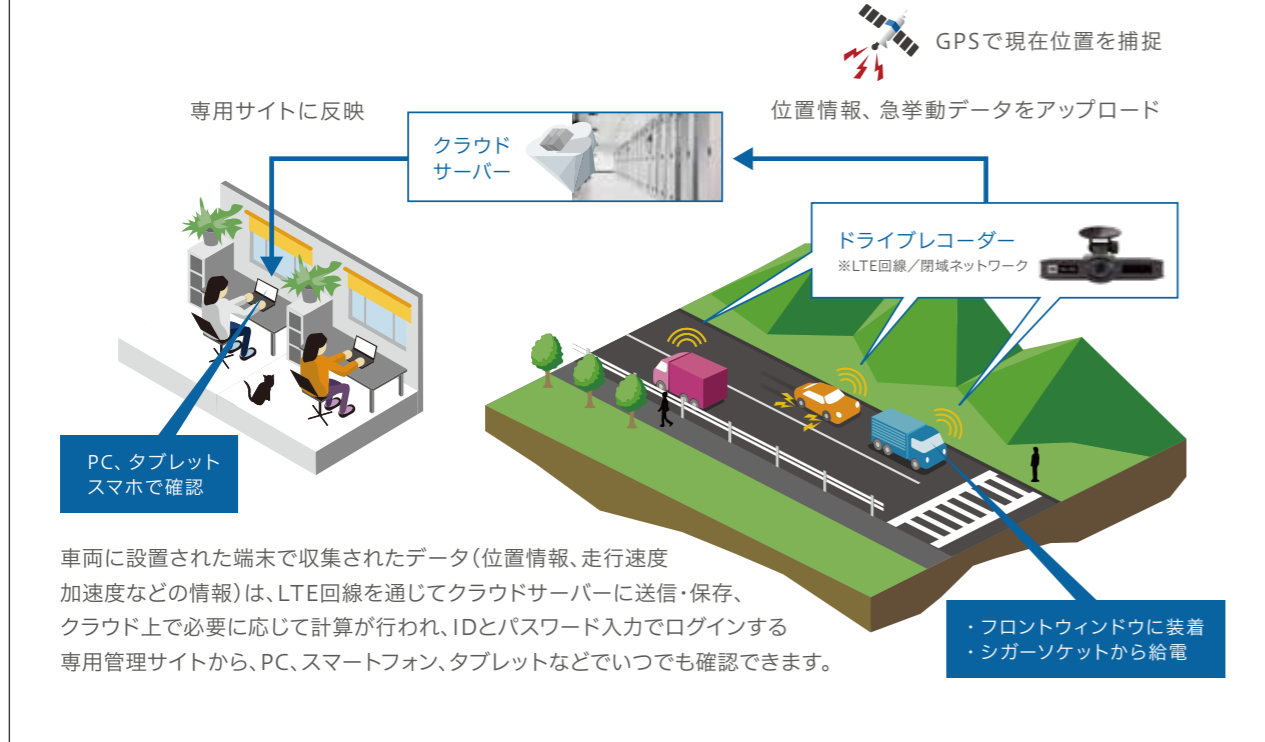 GPSで現在位置を捕捉
専用サイトに反映
位置情報、急挙動データをアップロード
クラウド
サーバー
ドライブレコーダー
※LTE回線／閉域ネットワーク
PC、タブレット
スマホで確認
車両に設置された端末で収集されたデータ（位置情報、走行速度
加速度などの情報）は、LTE回線を通じてクラウドサーバーに送信・保存、
クラウド上で必要に応じて計算が行われ、IDとパスワード入力でログインする
専用管理サイトから、PC、スマートフォン、タブレットなどでいつでも確認できます。
・フロントウィンドウに装着
・シガーソケットから給電